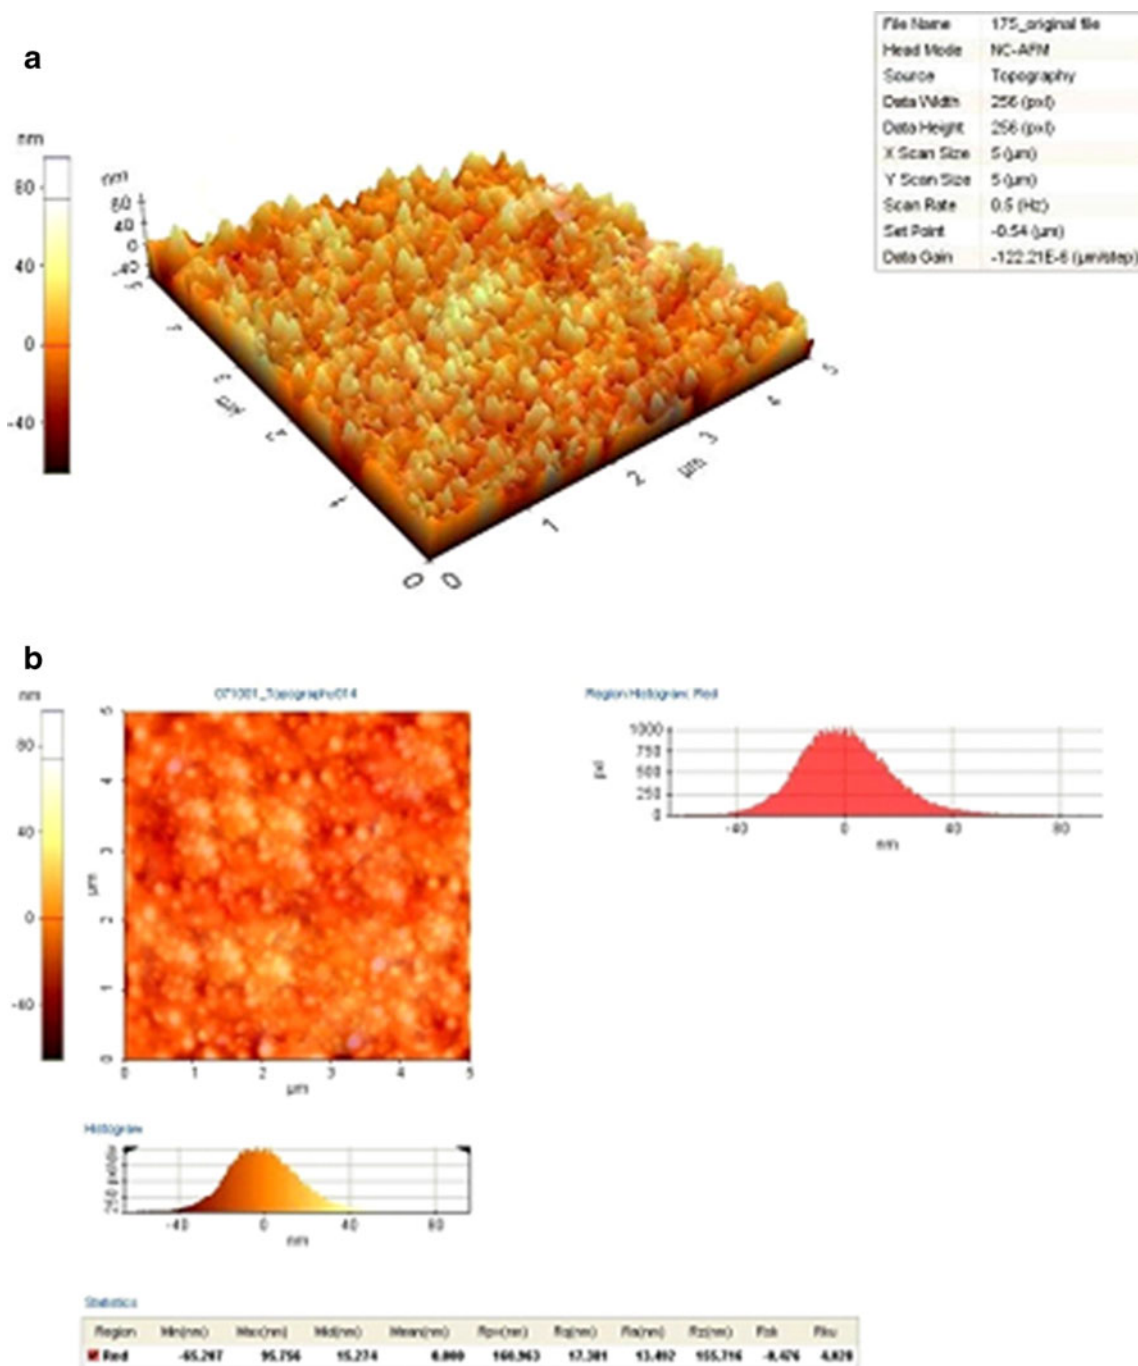 a
File Name 175_original file
Head Mode NC-AFM
Source Topography
Data Width 256 (pxl)
Data Height 256 (pxl)
X Scan Size 5 (µm)
Y Scan Size 5 (µm)
Scan Rate 0.5 (Hz)
Set Point -0.54 (µm)
Data Gain -122.21E-6 (µm/step)
nm
80
40
0
-40
nm
80
40
0
-40
µm
0
0
1
2
3
4
5
µm
b
nm
80
40
0
071001_Topography014
5
4
3
2
1
0
µm
0 1 2 3 4 5
µm
Region Histogram: Red
pxl
1000
750
500
250
0
-40 0 40 80
nm
Histogram
-40 0 40 80
nm
Statistics
Region Min(nm) Max(nm) Mid(nm) Mean(nm) Rpv(nm) Rq(nm) Ra(nm) Rz(nm) Rsk Rku
Red 95.756 15.274 0.000 160.963 17.381 13.492 155.716